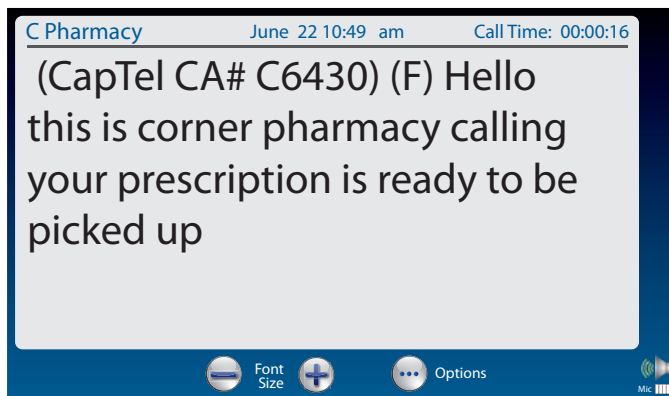 C Pharmacy June 22 10:49 am Call Time: 00:00:16
(CapTel CA# C6430) (F) Hello
this is corner pharmacy calling
your prescription is ready to be
picked up
Font
Size
Options
Mic